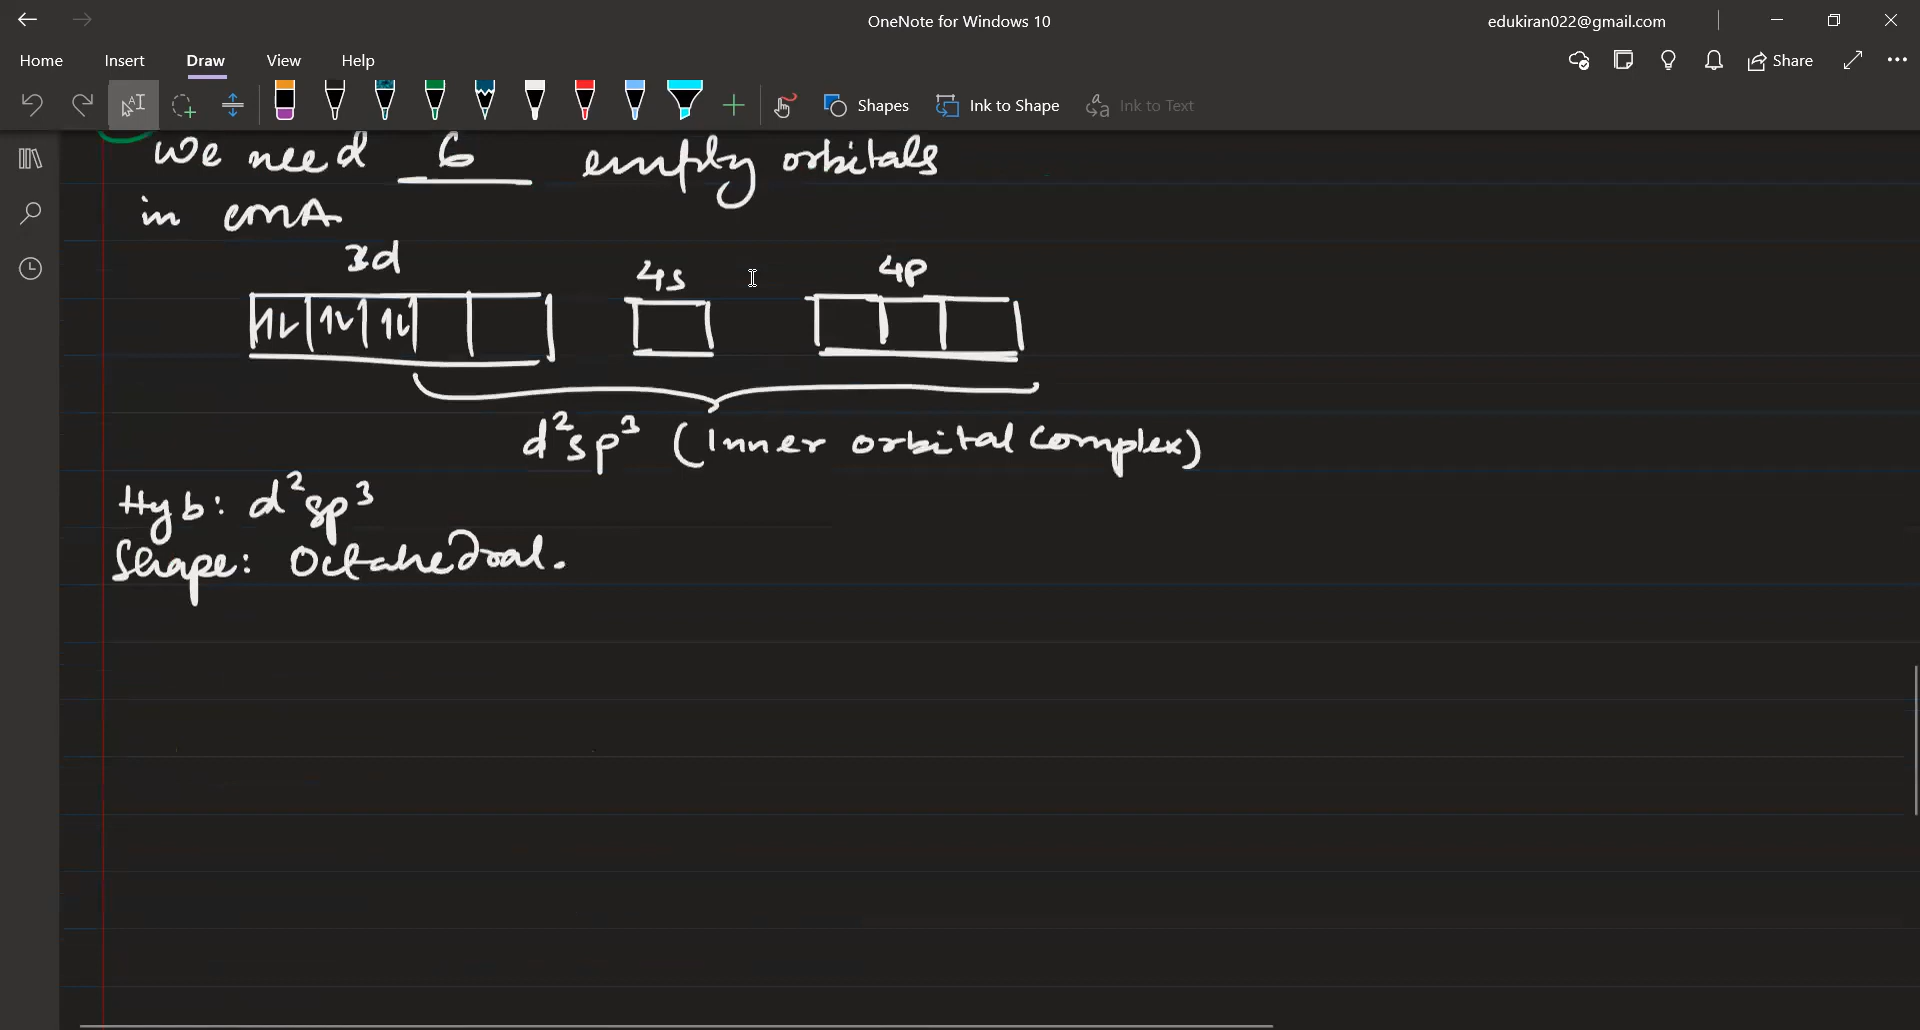 OneNote for Windows 10
edukiran022@gmail.com
Home Insert Draw View Help
Share
Shapes Ink to Shape Ink to Text
We need 6 empty orbitals
in CMA
3d 4s 4p
↿⇂ ↿⇂ ↿⇂
d²sp³ (Inner orbital complex)
Hyb: d²sp³
Shape: Octahedral.